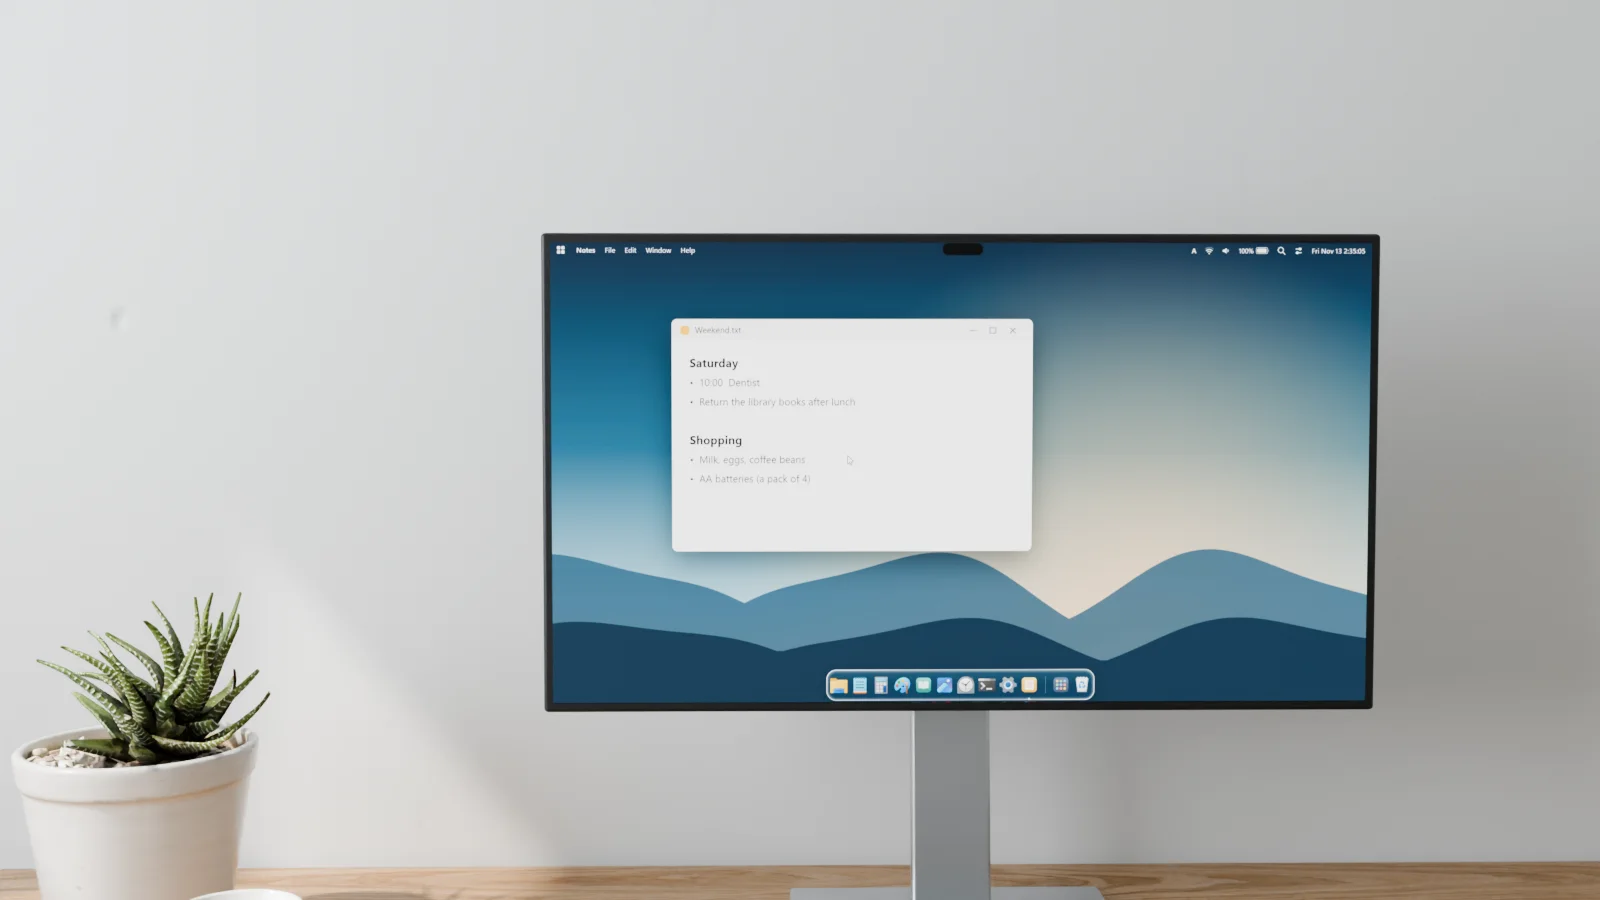 Notes File Edit Window Help
A 100% Fri Nov 13 2:35:05
Weekend.txt
Saturday
• 10:00 Dentist
• Return the library books after lunch
Shopping
• Milk, eggs, coffee beans
• AA batteries (a pack of 4)